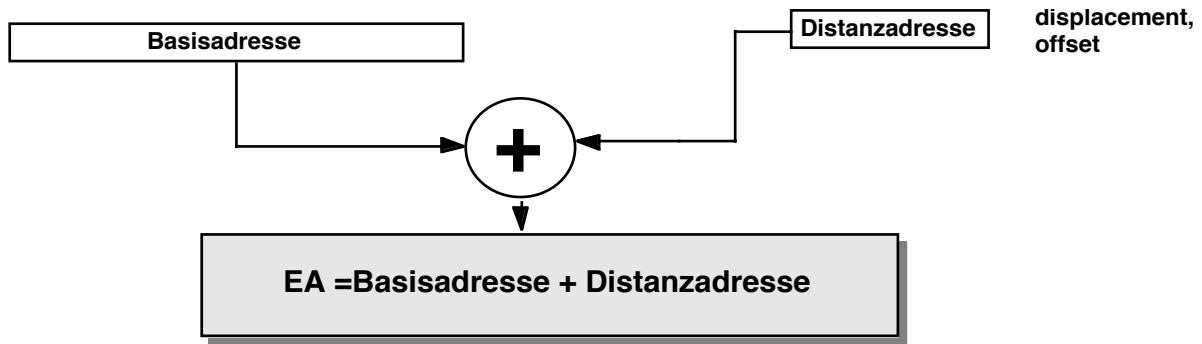 Basisadresse
Distanzadresse
displacement,
offset
+
EA =Basisadresse + Distanzadresse